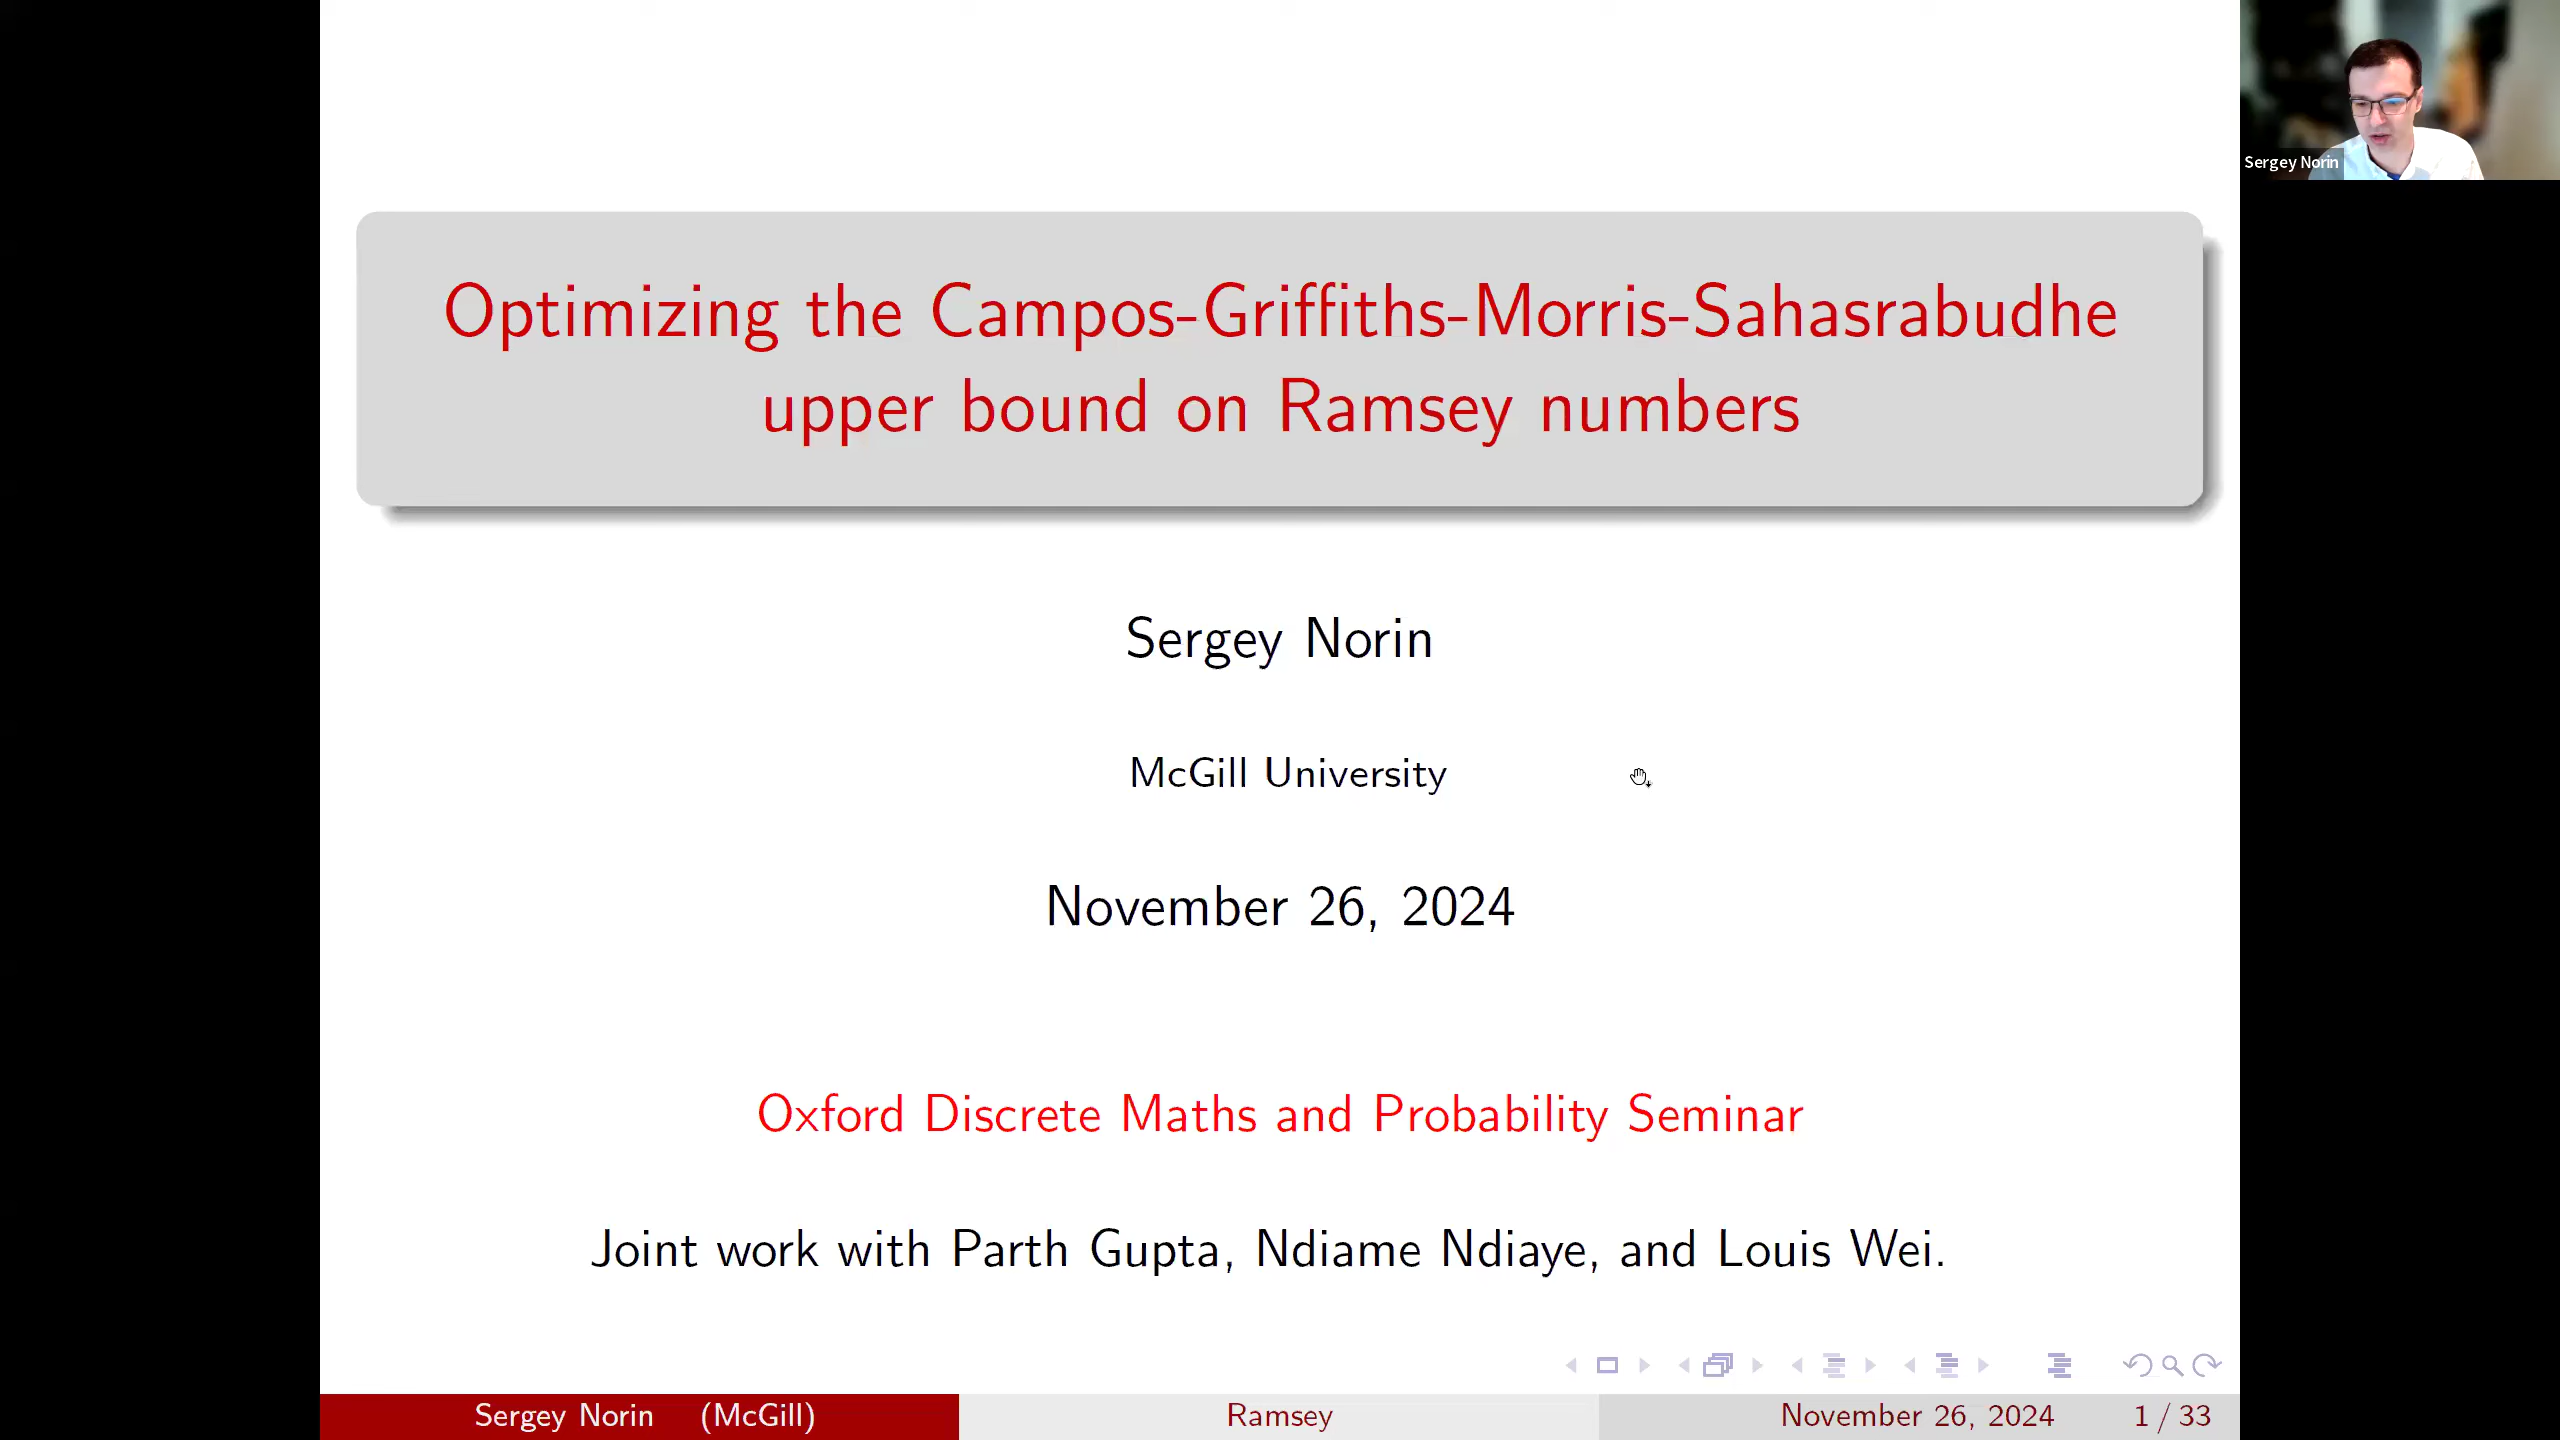 Sergey Norin
Optimizing the Campos-Griffiths-Morris-Sahasrabudhe
upper bound on Ramsey numbers
Sergey Norin
McGill University
November 26, 2024
Oxford Discrete Maths and Probability Seminar
Joint work with Parth Gupta, Ndiame Ndiaye, and Louis Wei.
Sergey Norin (McGill) Ramsey November 26, 2024 1 / 33